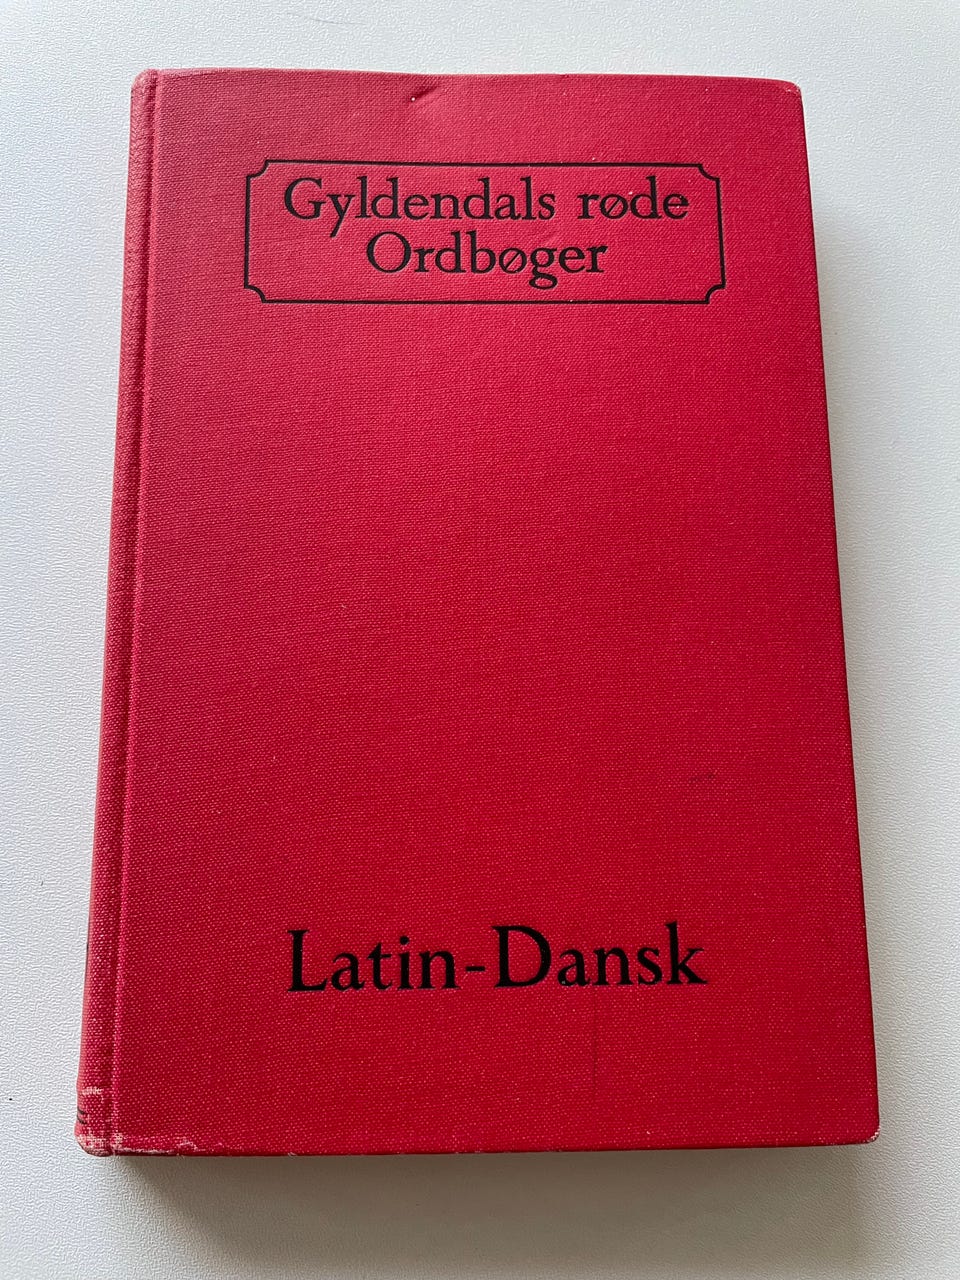 Gyldendals røde
Ordbøger
Latin-Dansk